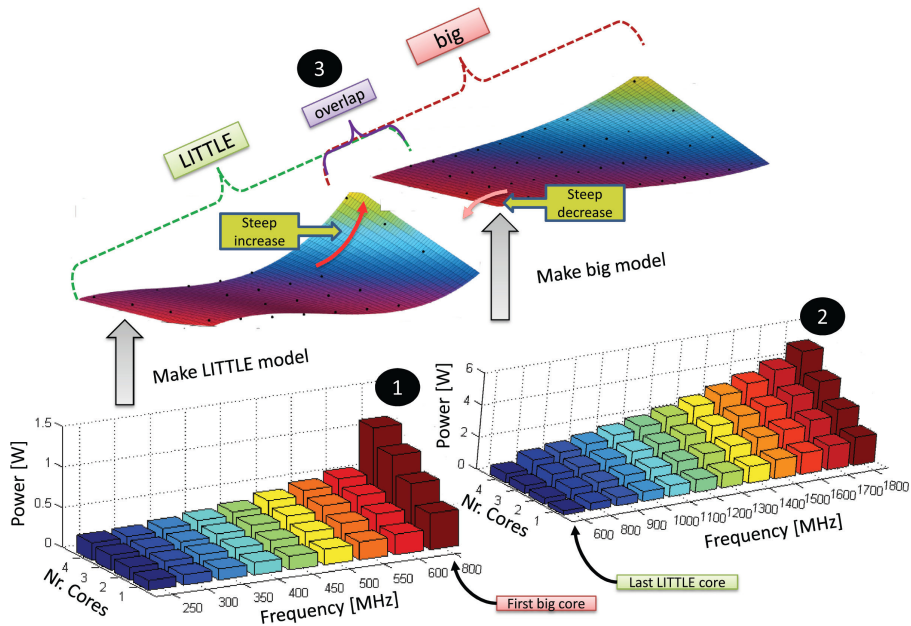 big
3
overlap
LITTLE
Steep
increase
Steep
decrease
Make big model
Make LITTLE model
2
6
4
2
0
Power [W]
4
3
2
1
Nr. Cores
600
800
900
1000
1100
1200
1300
1400
1500
1600
1700
1800
Frequency [MHz]
Last LITTLE core
1
1.5
1
0.5
0
Power [W]
4
3
2
1
Nr. Cores
250
300
350
400
450
500
550
600
800
Frequency [MHz]
First big core